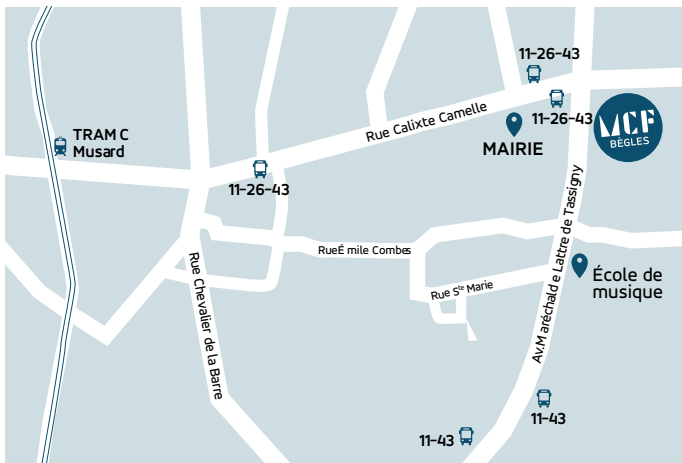 11-26-43
11-26-43
MCF
BÈGLES
Rue Calixte Camelle
MAIRIE
TRAM C
Musard
11-26-43
Av.M aréchald e Lattre de Tassigny
RueÉ mile Combes
Rue Chevalier de la Barre
Rue Ste Marie
École de
musique
11-43
11-43